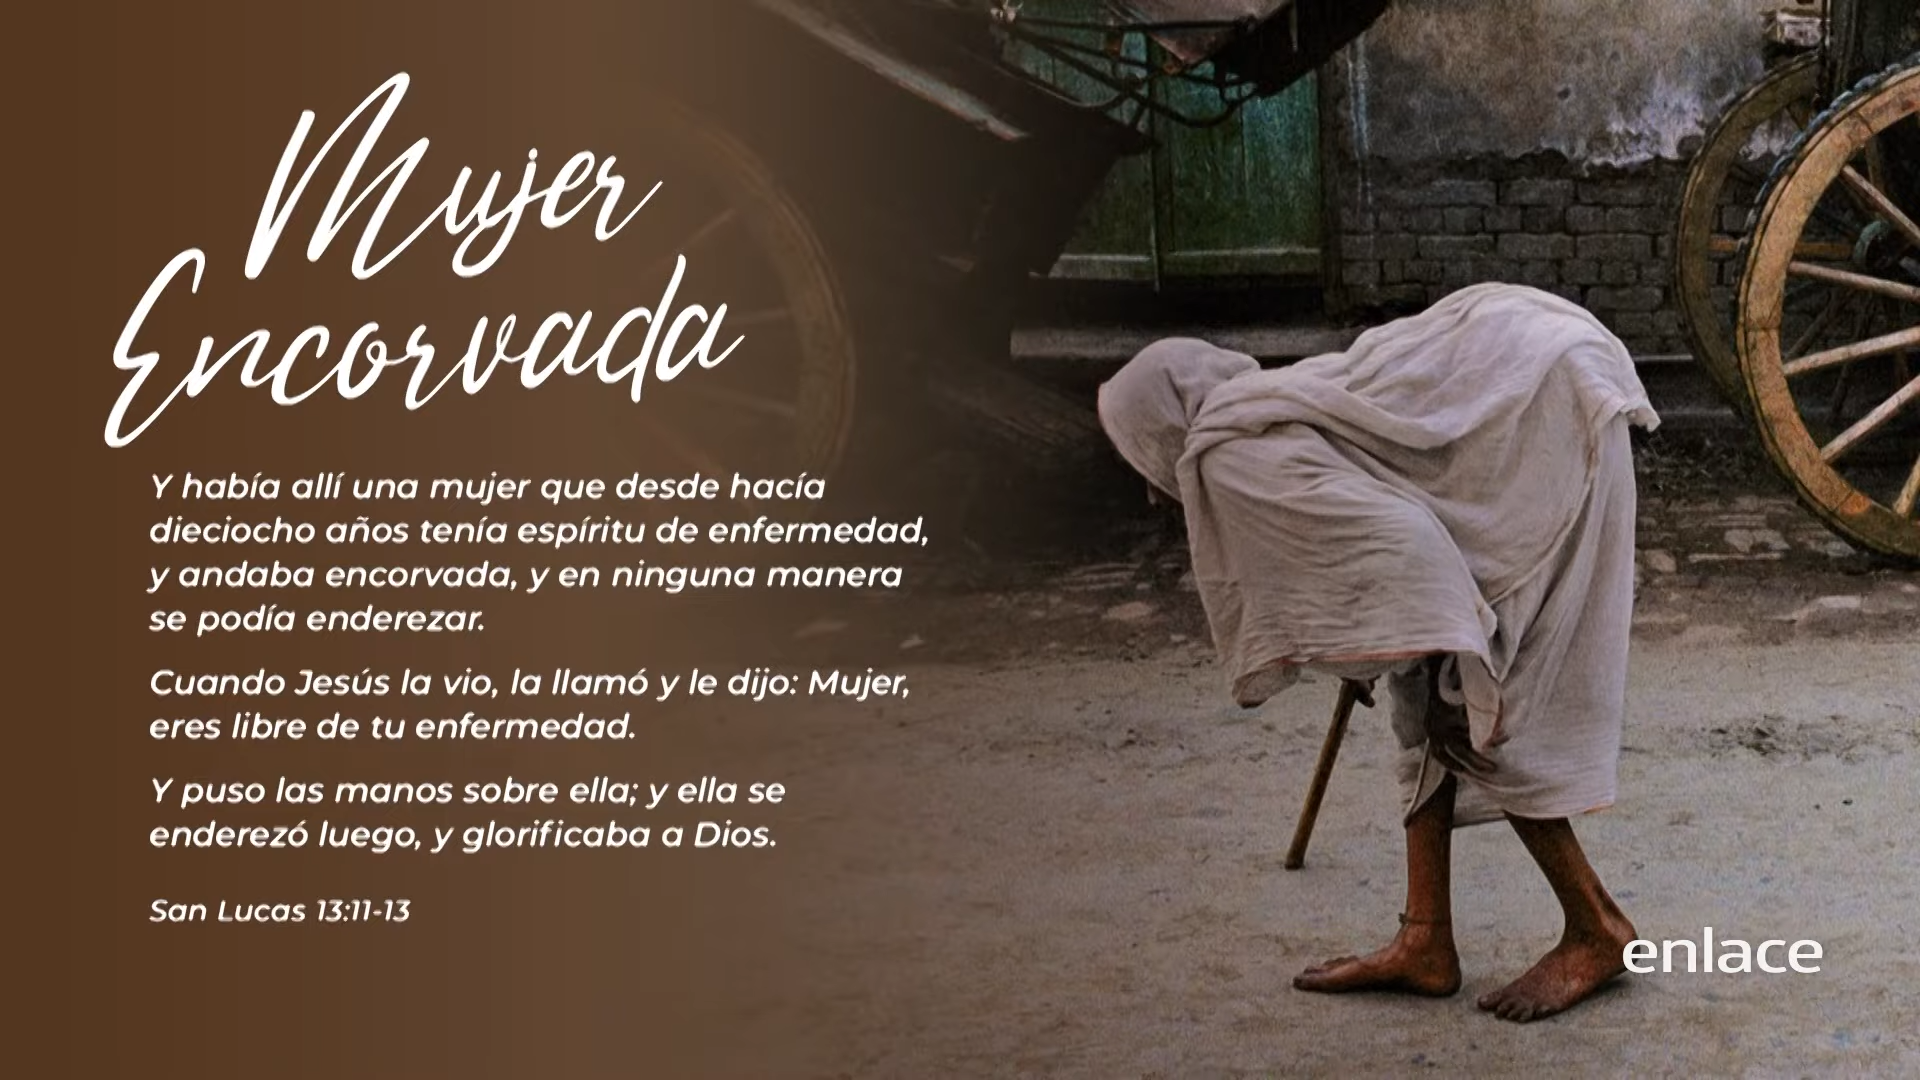 Mujer
Encorvada
Y había allí una mujer que desde hacía
dieciocho años tenía espíritu de enfermedad,
y andaba encorvada, y en ninguna manera
se podía enderezar.
Cuando Jesús la vio, la llamó y le dijo: Mujer,
eres libre de tu enfermedad.
Y puso las manos sobre ella; y ella se
enderezó luego, y glorificaba a Dios.
San Lucas 13:11-13
enlace